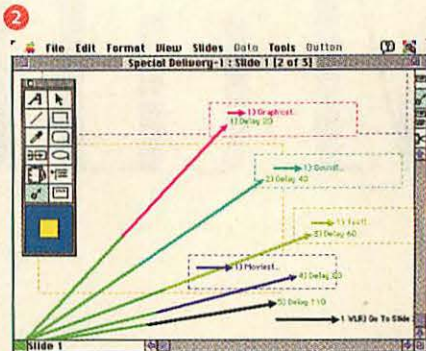 2
File Edit Format View Slides Data Tools Button
Special Delivery-1 : Slide 1 [2 of 3]
A
1) Graphics!...
1) Delay 20
1) Sound!...
2) Delay 40
1) Text!...
3) Delay 60
1) Movies!...
4) Delay 80
5) Delay 110
1 VLR) Go To Slide
Slide 1